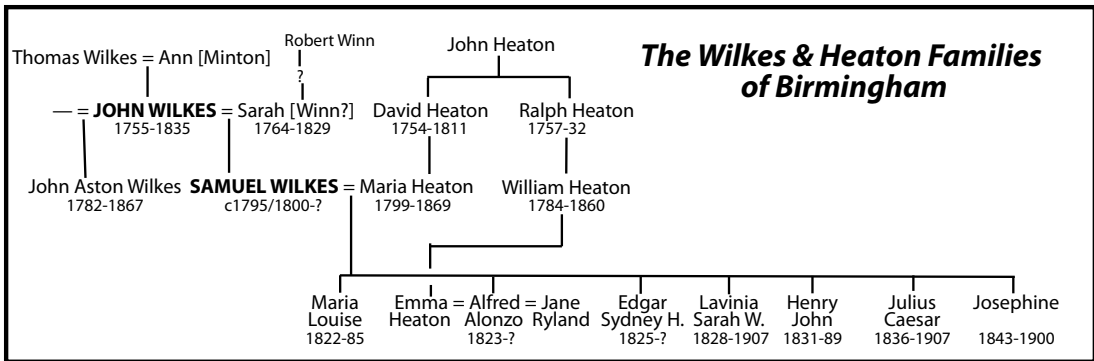 The Wilkes & Heaton Families
of Birmingham
Robert Winn
John Heaton
Thomas Wilkes = Ann [Minton]
?
— = JOHN WILKES = Sarah [Winn?]
1755-1835
1764-1829
David Heaton
1754-1811
Ralph Heaton
1757-32
John Aston Wilkes
1782-1867
SAMUEL WILKES = Maria Heaton
c1795/1800-?
1799-1869
William Heaton
1784-1860
Maria
Louise
1822-85
Emma = Alfred = Jane
Heaton Alonzo Ryland
1823-?
Edgar
Sydney H.
1825-?
Lavinia
Sarah W.
1828-1907
Henry
John
1831-89
Julius
Caesar
1836-1907
Josephine
1843-1900